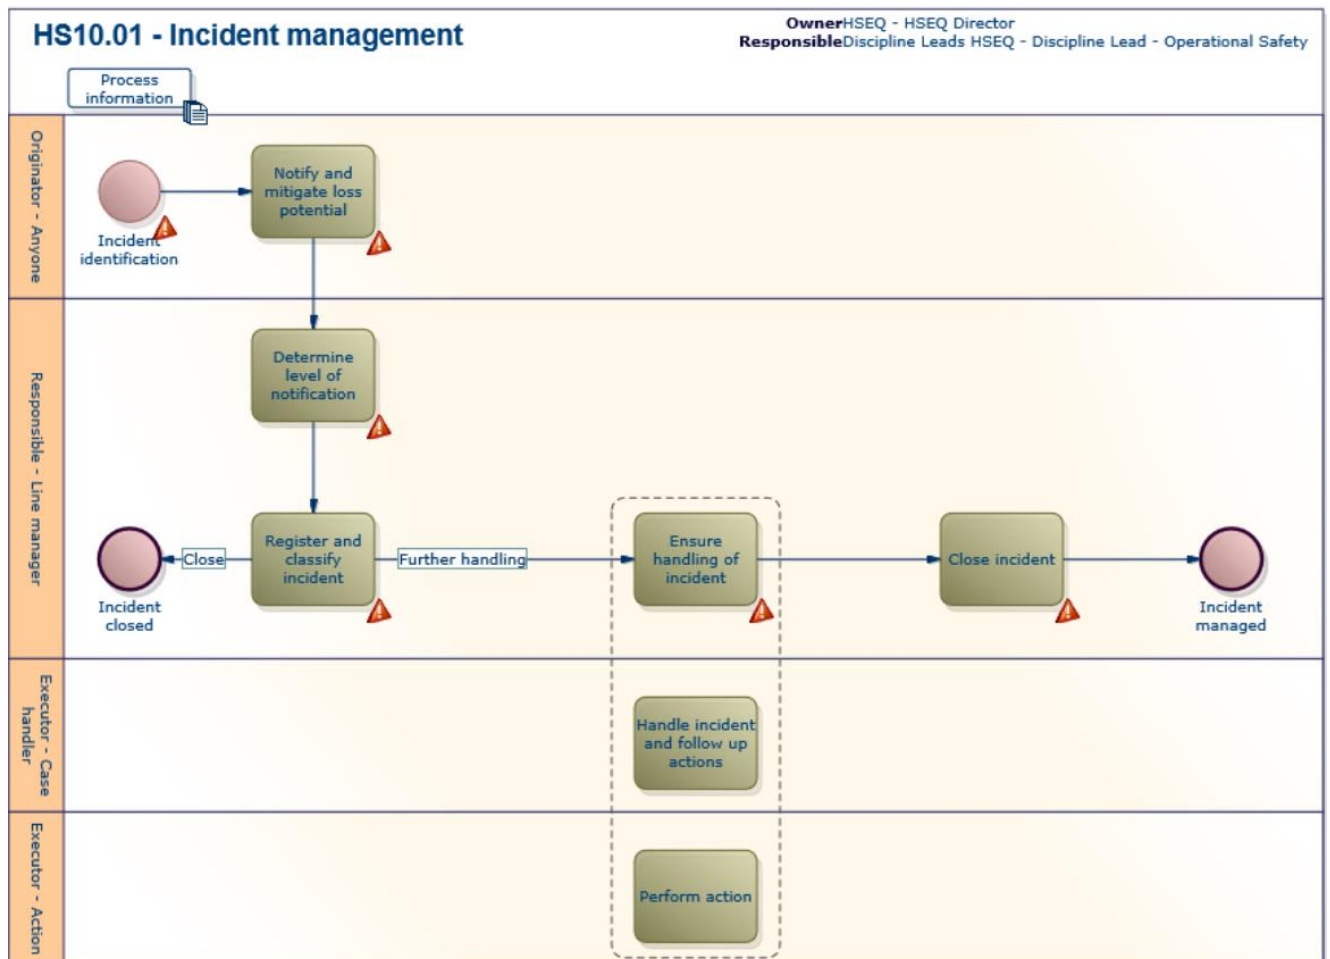 HS10.01 - Incident management
OwnerHSEQ - HSEQ Director
ResponsibleDiscipline Leads HSEQ - Discipline Lead - Operational Safety
Process
information
Originator - Anyone
Incident
identification
Notify and
mitigate loss
potential
Responsible - Line manager
Determine
level of
notification
Incident
closed
Close
Register and
classify
incident
Further handling
Ensure
handling of
incident
Close incident
Incident
managed
Executor - Case
handler
Handle incident
and follow up
actions
Executor - Action
Perform action